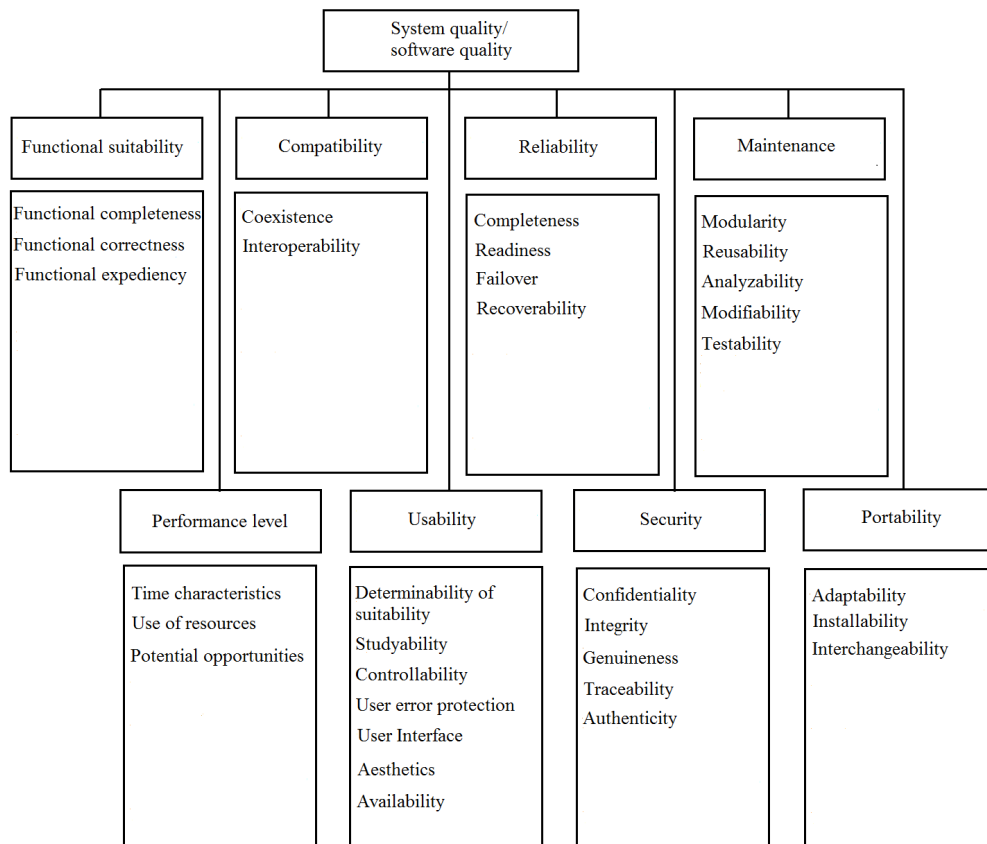 System quality/
software quality
Functional suitability
Compatibility
Reliability
Maintenance
Functional completeness
Functional correctness
Functional expediency
Coexistence
Interoperability
Completeness
Readiness
Failover
Recoverability
Modularity
Reusability
Analyzability
Modifiability
Testability
Performance level
Usability
Security
Portability
Time characteristics
Use of resources
Potential opportunities
Determinability of
suitability
Studyability
Controllability
User error protection
User Interface
Aesthetics
Availability
Confidentiality
Integrity
Genuineness
Traceability
Authenticity
Adaptability
Installability
Interchangeability